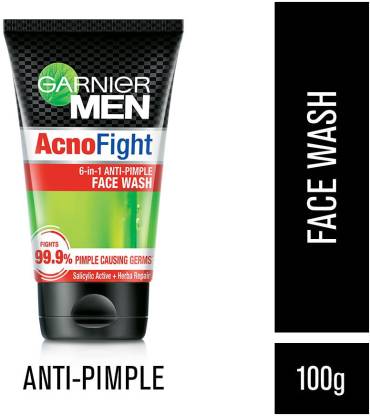 GARNIER
MEN
AcnoFight
6-in-1 ANTI-PIMPLE
FACE WASH
FIGHTS
99.9% PIMPLE CAUSING GERMS
Salicylic Active + Herba Repair
ANTI-PIMPLE
FACE WASH
100g